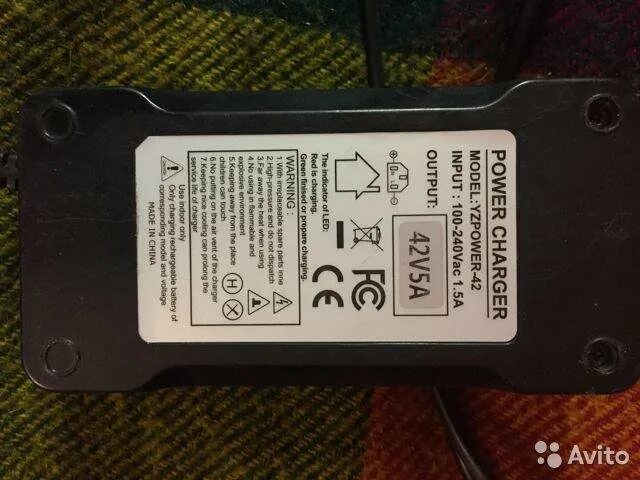 POWER CHARGER
MODEL:YZPOWER-42
INPUT : 100-240Vac 1.5A
OUTPUT:
42V5A
FC
CE
The indicator of LED:
Red is charging.
Green finised or prepare charging.
WARNING :
1.With irreplaceable spare parts inne
2.High-pressure and do not dispatch
3.Far away the heat when using
4.No using in llammable and
explosive environment
5.Keeping away from the place
children can touch
6.No putting on the air vent of the charger
7.Keeping nice cooling can prolong the
service life of charger
Use indoor only
Only charging rechargeable battery of
corresponding model and voltage
MADE IN CHINA
Avito